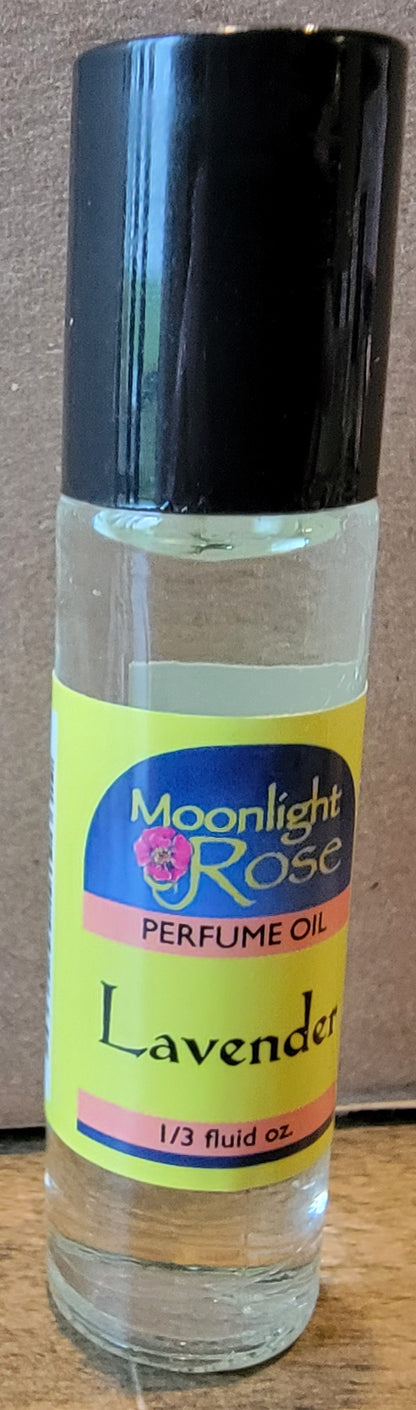 Moonlight
Rose
PERFUME OIL
Lavender
1/3 fluid oz.